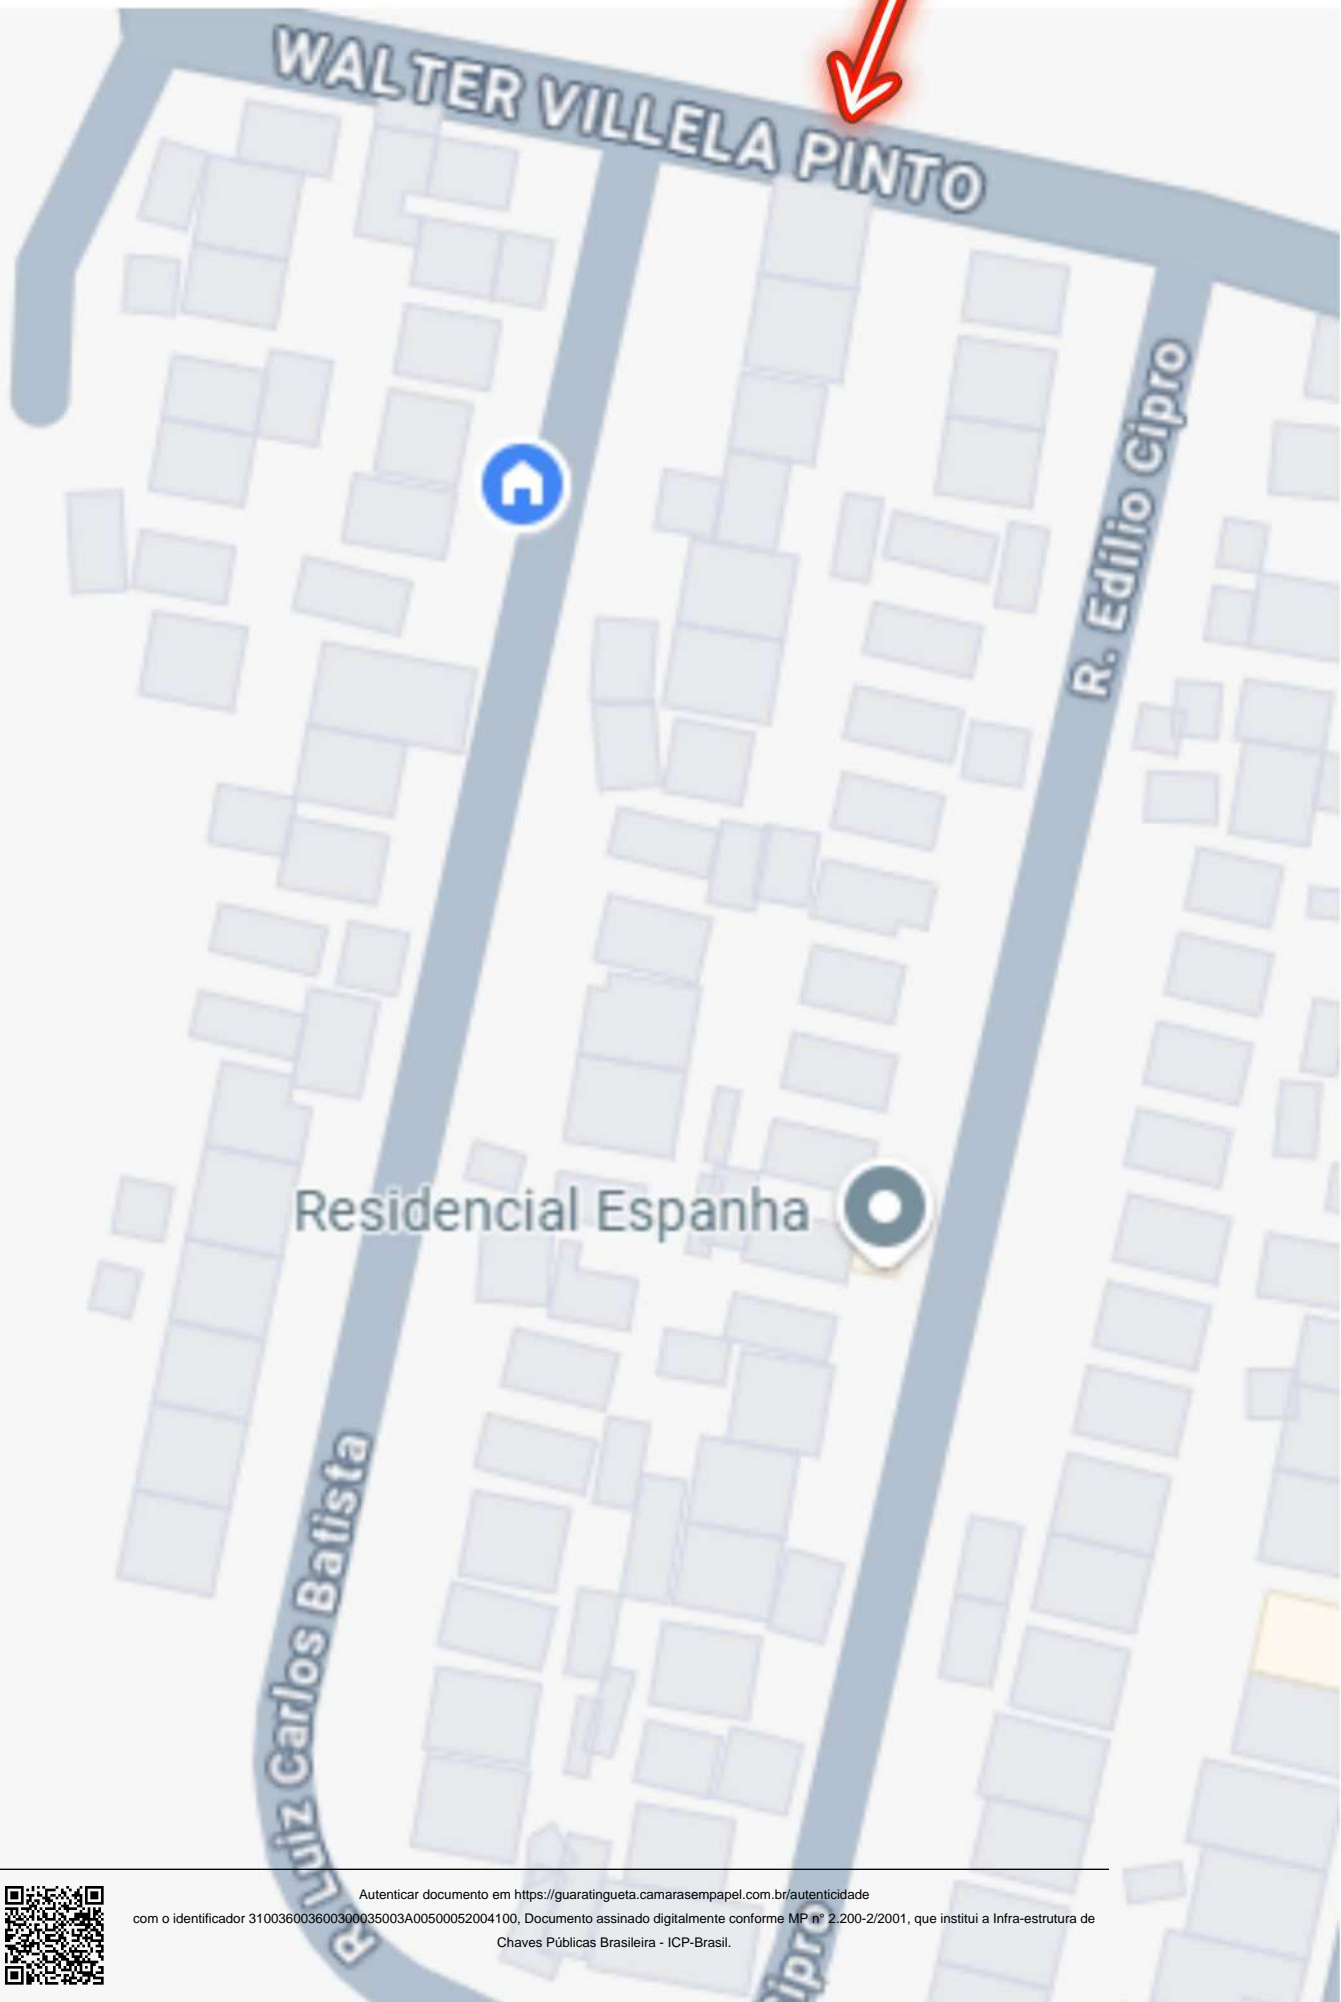 WALTER VILLELA PINTO
R. Edilio Cipro
Residencial Espanha
R. Luiz Carlos Batista
Cipro
Autenticar documento em https://guaratingueta.camarasempapel.com.br/autenticidade
com o identificador 310036003600300035003A00500052004100, Documento assinado digitalmente conforme MP n° 2.200-2/2001, que institui a Infra-estrutura de
Chaves Públicas Brasileira - ICP-Brasil.